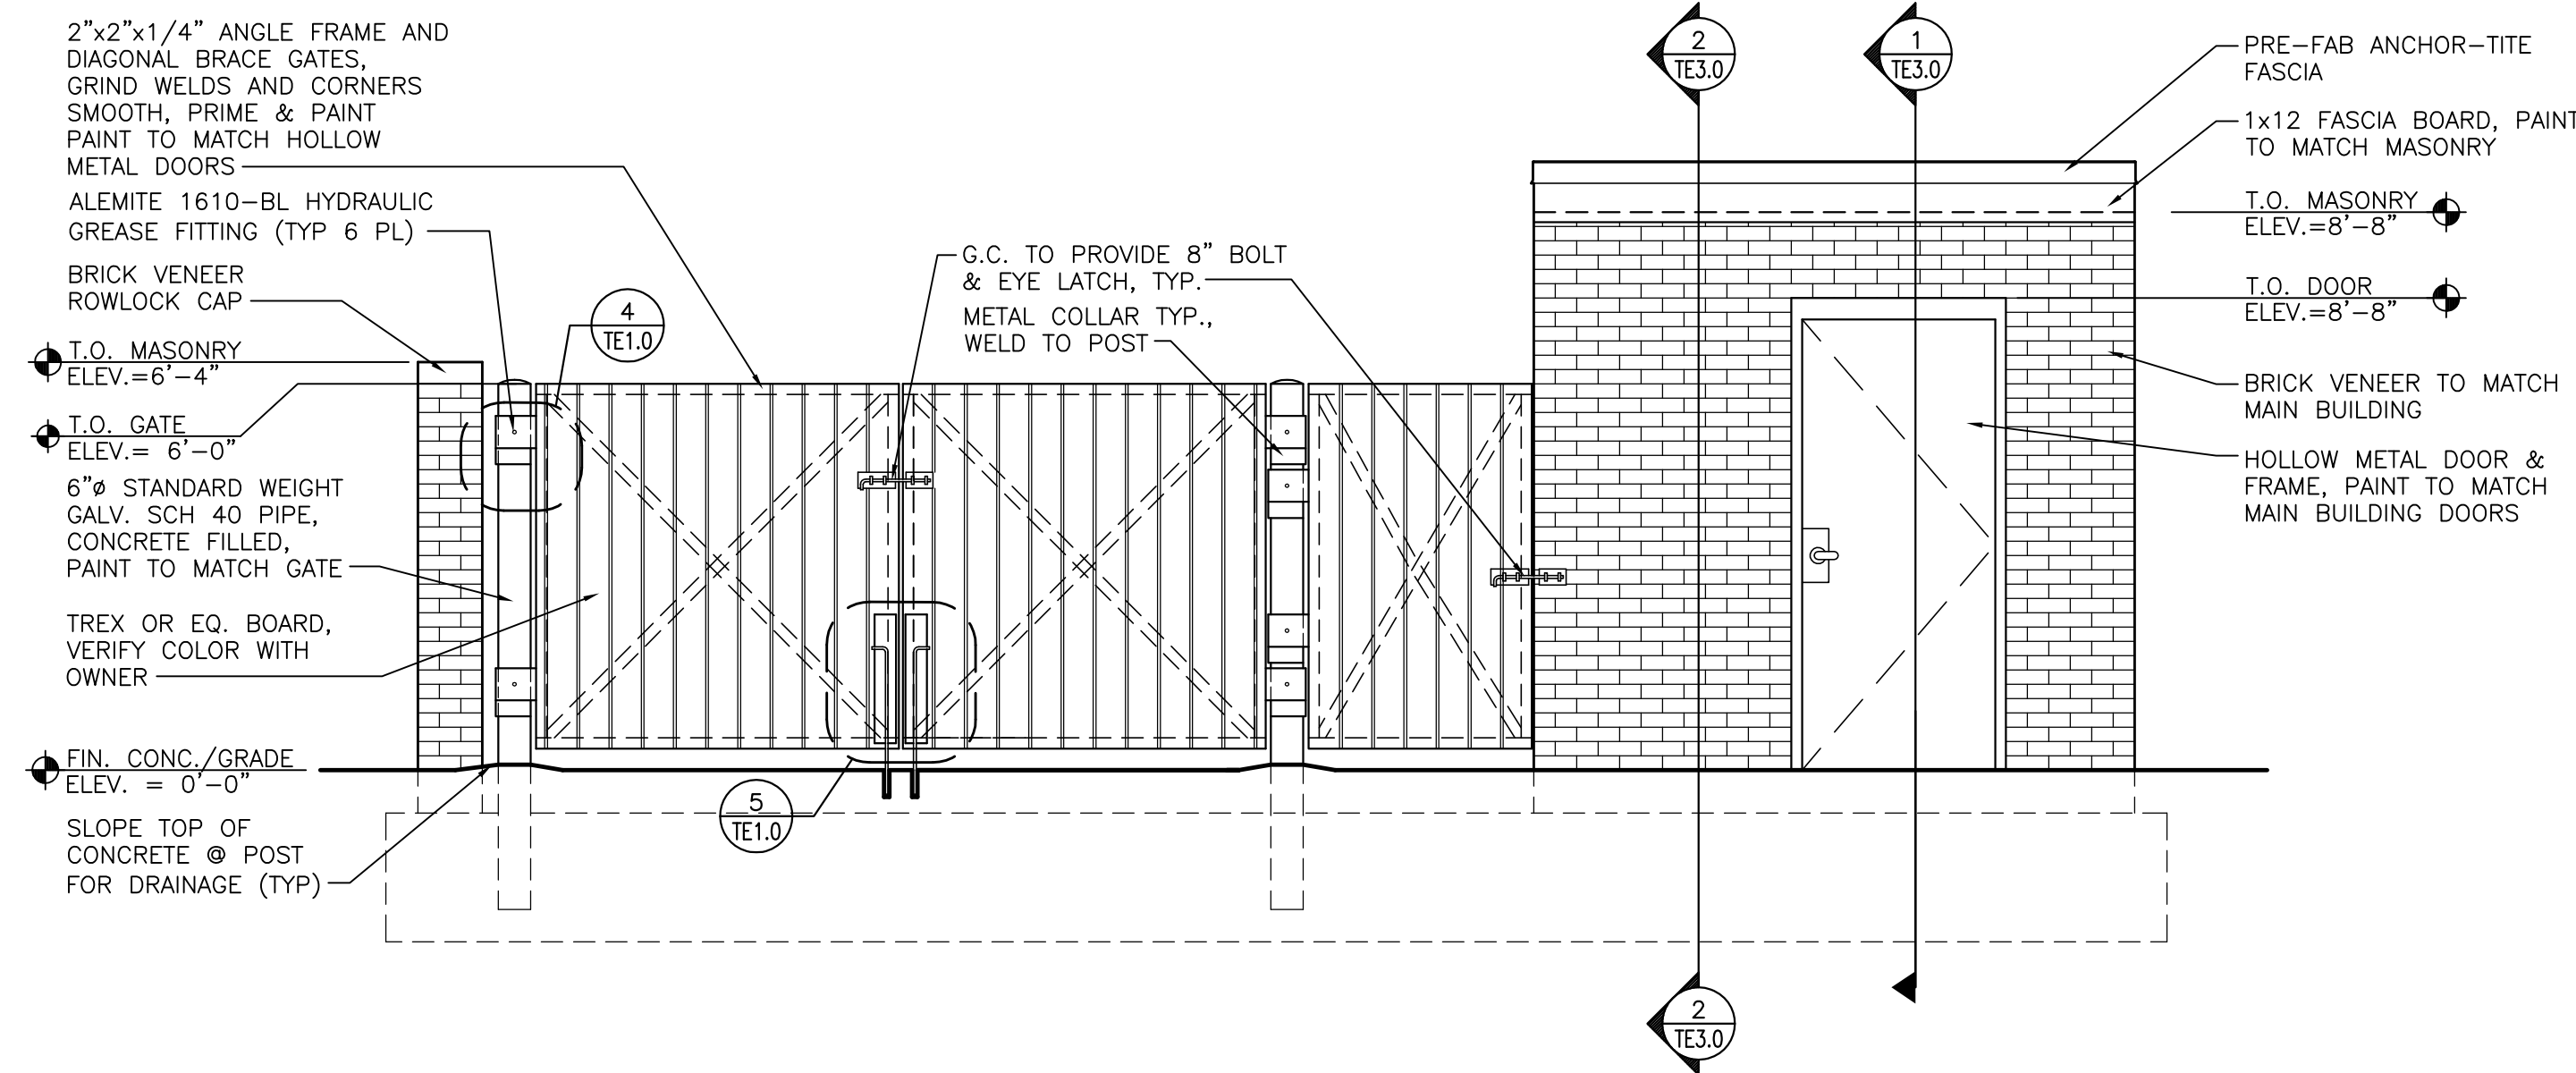 2"x2"x1/4" ANGLE FRAME AND
DIAGONAL BRACE GATES,
GRIND WELDS AND CORNERS
SMOOTH, PRIME & PAINT
PAINT TO MATCH HOLLOW
METAL DOORS
ALEMITE 1610-BL HYDRAULIC
GREASE FITTING (TYP 6 PL)
BRICK VENEER
ROWLOCK CAP
T.O. MASONRY
ELEV.=6'-4"
T.O. GATE
ELEV.= 6'-0"
6"ø STANDARD WEIGHT
GALV. SCH 40 PIPE,
CONCRETE FILLED,
PAINT TO MATCH GATE
TREX OR EQ. BOARD,
VERIFY COLOR WITH
OWNER
FIN. CONC./GRADE
ELEV. = 0'-0"
SLOPE TOP OF
CONCRETE @ POST
FOR DRAINAGE (TYP)
4
TE1.0
5
TE1.0
G.C. TO PROVIDE 8" BOLT
& EYE LATCH, TYP.
METAL COLLAR TYP.,
WELD TO POST
2
TE3.0
1
TE3.0
2
TE3.0
PRE-FAB ANCHOR-TITE
FASCIA
1x12 FASCIA BOARD, PAINT
TO MATCH MASONRY
T.O. MASONRY
ELEV.=8'-8"
T.O. DOOR
ELEV.=8'-8"
BRICK VENEER TO MATCH
MAIN BUILDING
HOLLOW METAL DOOR &
FRAME, PAINT TO MATCH
MAIN BUILDING DOORS